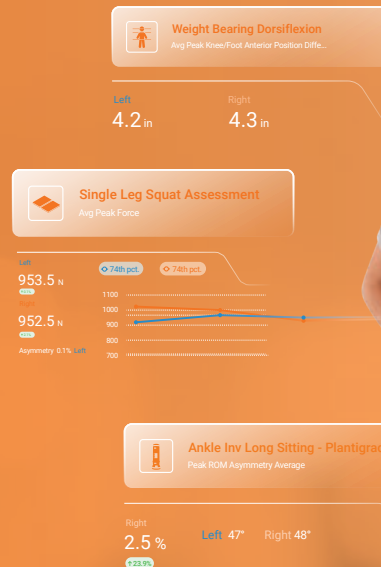 Weight Bearing Dorsiflexion
Avg Peak Knee/Foot Anterior Position Diffe...
Left
4.2 in
Right
4.3 in
Single Leg Squat Assessment
Avg Peak Force
Left
953.5 N
Right
952.5 N
Asymmetry 0.1% Left
74th pct.
74th pct.
1100
1000
900
800
700
Ankle Inv Long Sitting - Plantigrad
Peak ROM Asymmetry Average
Right
2.5 %
↑23.9%
Left 47°
Right 48°